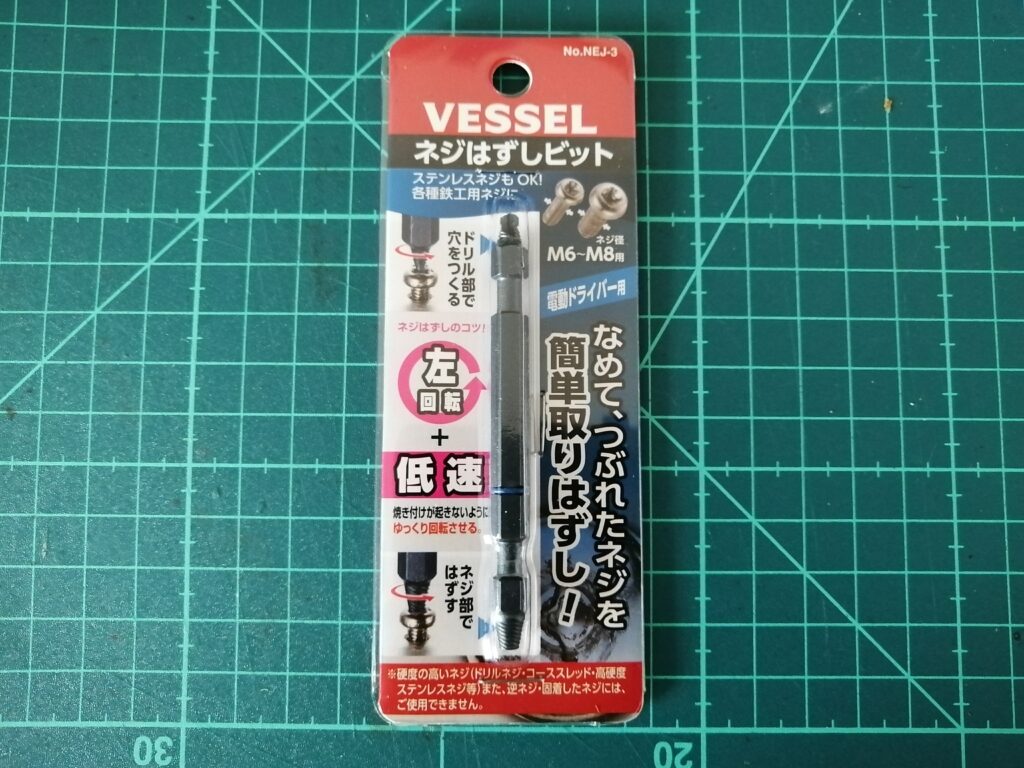 No.NEJ-3
VESSEL
ネジはずしビット
ステンレスネジも OK!
各種鉄工用ネジに
ネジ径
M6~M8用
電動ドライバー用
ドリル部で
穴をつくる
ネジはずしのコツ!
左
回転
+
低速
焼き付けが起きないように
ゆっくり回転させる。
ネジ部で
はずす
なめて、つぶれたネジを
簡単取りはずし!
※硬度の高いネジ(ドリルネジ・コーススレッド・高硬度
ステンレスネジ等)また、逆ネジ・固着したネジには、
ご使用できません。
30
20